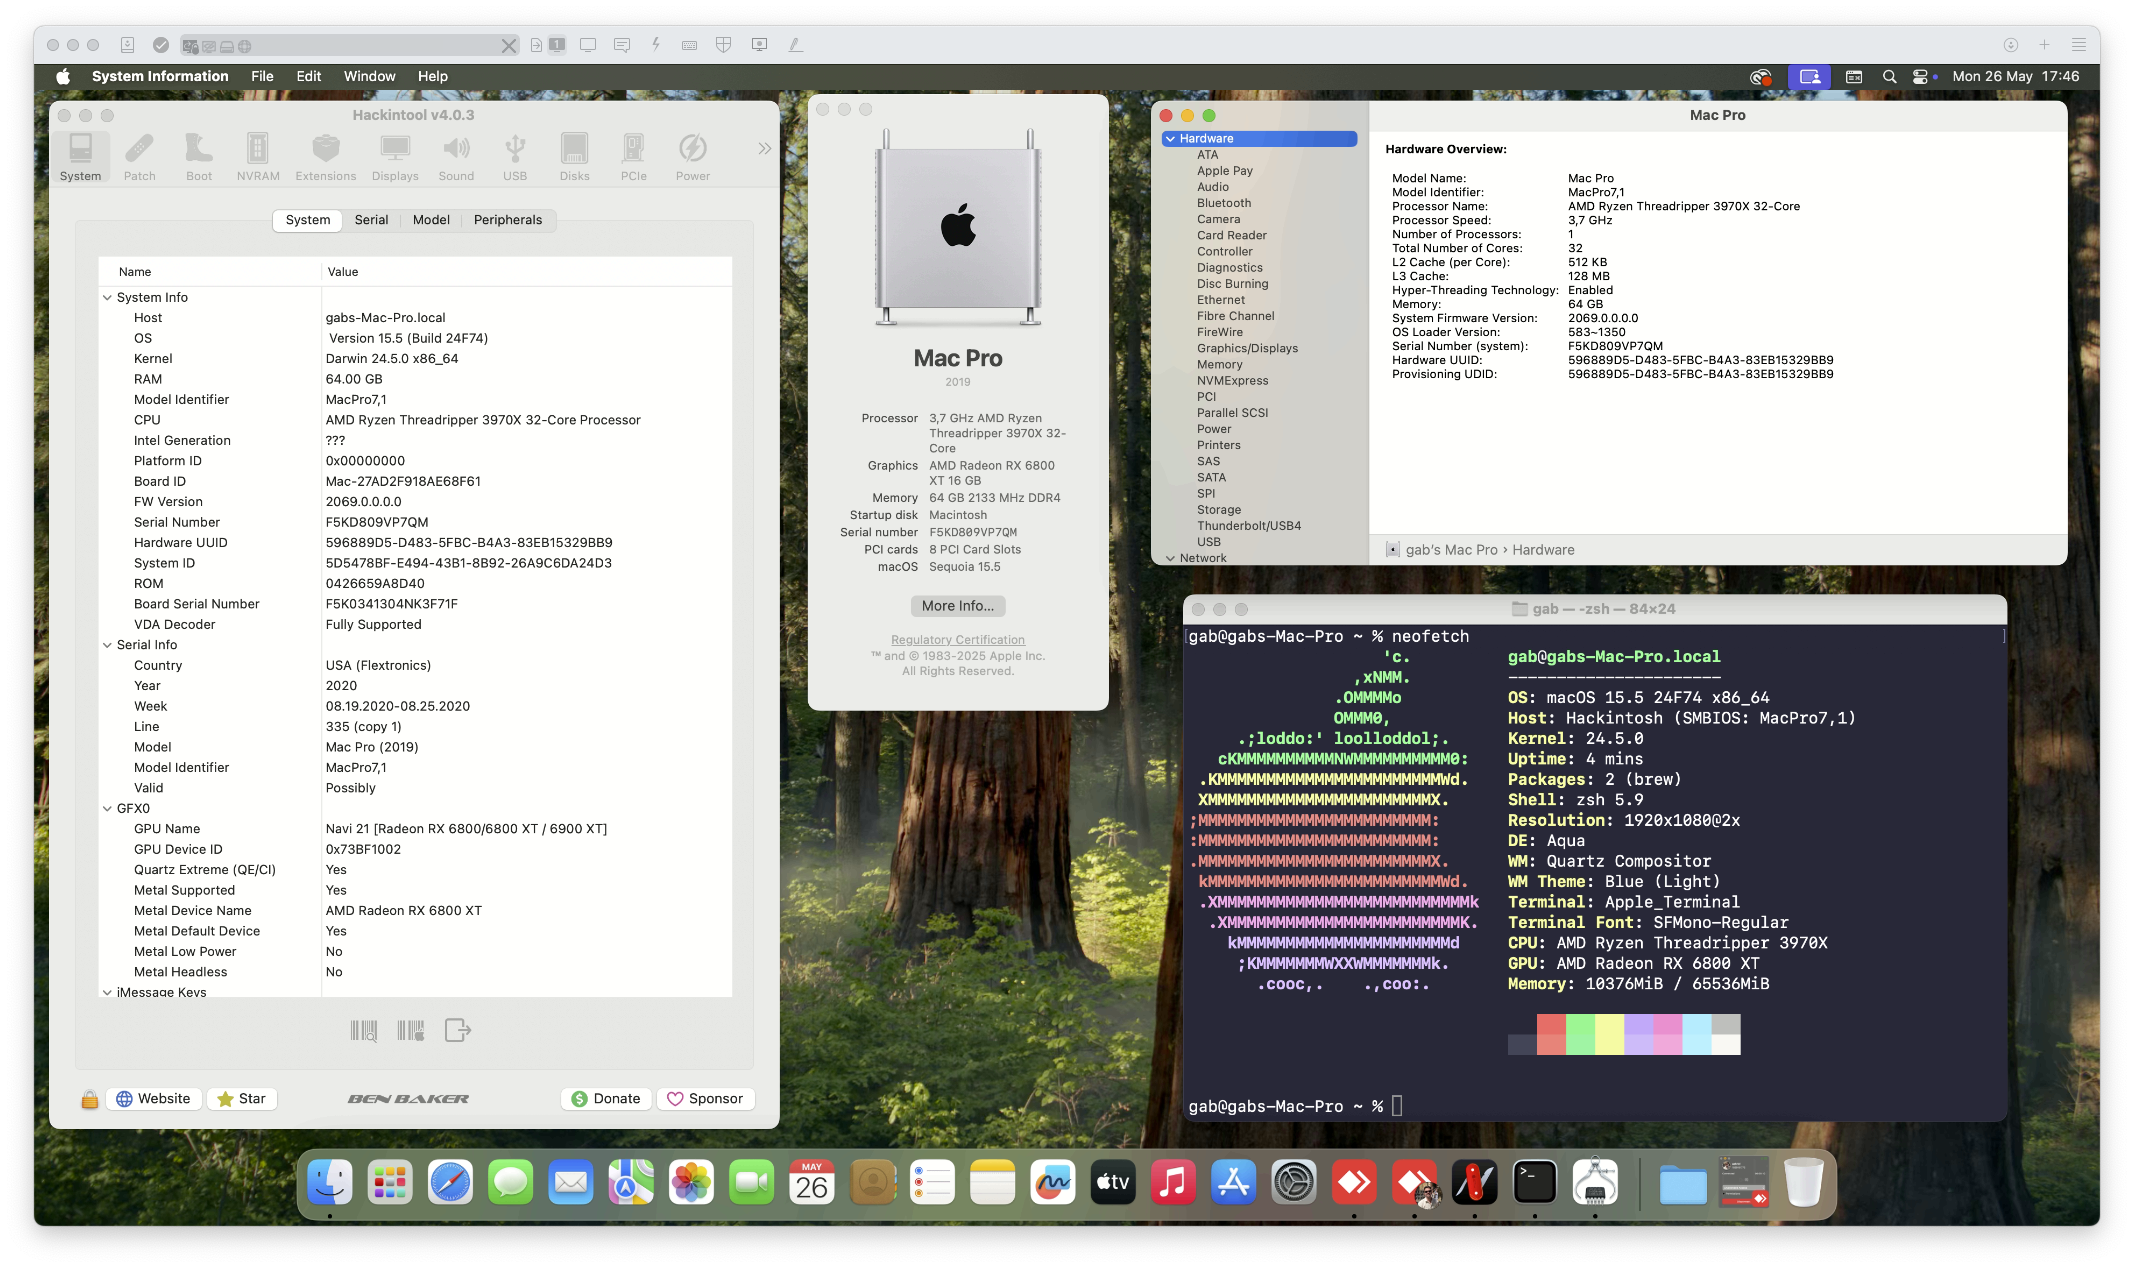 1
System Information File Edit Window Help
Mon 26 May 17:46
Hackintool v4.0.3
System Patch Boot NVRAM Extensions Displays Sound USB Disks PCIe Power
System Serial Model Peripherals
Name Value
System Info
Host gabs-Mac-Pro.local
OS Version 15.5 (Build 24F74)
Kernel Darwin 24.5.0 x86_64
RAM 64.00 GB
Model Identifier MacPro7,1
CPU AMD Ryzen Threadripper 3970X 32-Core Processor
Intel Generation ???
Platform ID 0x00000000
Board ID Mac-27AD2F918AE68F61
FW Version 2069.0.0.0.0
Serial Number F5KD809VP7QM
Hardware UUID 596889D5-D483-5FBC-B4A3-83EB15329BB9
System ID 5D5478BF-E494-43B1-8B92-26A9C6DA24D3
ROM 0426659A8D40
Board Serial Number F5K0341304NK3F71F
VDA Decoder Fully Supported
Serial Info
Country USA (Flextronics)
Year 2020
Week 08.19.2020-08.25.2020
Line 335 (copy 1)
Model Mac Pro (2019)
Model Identifier MacPro7,1
Valid Possibly
GFX0
GPU Name Navi 21 [Radeon RX 6800/6800 XT / 6900 XT]
GPU Device ID 0x73BF1002
Quartz Extreme (QE/CI) Yes
Metal Supported Yes
Metal Device Name AMD Radeon RX 6800 XT
Metal Default Device Yes
Metal Low Power No
Metal Headless No
iMessage Keys
Website Star BEN BAKER Donate Sponsor
Mac Pro
2019
Processor 3,7 GHz AMD Ryzen
Threadripper 3970X 32-
Core
Graphics AMD Radeon RX 6800
XT 16 GB
Memory 64 GB 2133 MHz DDR4
Startup disk Macintosh
Serial number F5KD809VP7QM
PCI cards 8 PCI Card Slots
macOS Sequoia 15.5
More Info...
Regulatory Certification
™ and © 1983-2025 Apple Inc.
All Rights Reserved.
Mac Pro
Hardware
ATA
Apple Pay
Audio
Bluetooth
Camera
Card Reader
Controller
Diagnostics
Disc Burning
Ethernet
Fibre Channel
FireWire
Graphics/Displays
Memory
NVMExpress
PCI
Parallel SCSI
Power
Printers
SAS
SATA
SPI
Storage
Thunderbolt/USB4
USB
Network
Hardware Overview:
Model Name: Mac Pro
Model Identifier: MacPro7,1
Processor Name: AMD Ryzen Threadripper 3970X 32-Core
Processor Speed: 3,7 GHz
Number of Processors: 1
Total Number of Cores: 32
L2 Cache (per Core): 512 KB
L3 Cache: 128 MB
Hyper-Threading Technology: Enabled
Memory: 64 GB
System Firmware Version: 2069.0.0.0.0
OS Loader Version: 583~1350
Serial Number (system): F5KD809VP7QM
Hardware UUID: 596889D5-D483-5FBC-B4A3-83EB15329BB9
Provisioning UDID: 596889D5-D483-5FBC-B4A3-83EB15329BB9
gab's Mac Pro › Hardware
gab — -zsh — 84×24
[gab@gabs-Mac-Pro ~ % neofetch ]
'c. gab@gabs-Mac-Pro.local
,xNMM. ----------------------
.OMMMMo OS: macOS 15.5 24F74 x86_64
OMMM0, Host: Hackintosh (SMBIOS: MacPro7,1)
.;loddo:' loolloddol;. Kernel: 24.5.0
cKMMMMMMMMMMNWMMMMMMMMMM0: Uptime: 4 mins
.KMMMMMMMMMMMMMMMMMMMMMMMWd. Packages: 2 (brew)
XMMMMMMMMMMMMMMMMMMMMMMMX. Shell: zsh 5.9
;MMMMMMMMMMMMMMMMMMMMMMMM: Resolution: 1920x1080@2x
:MMMMMMMMMMMMMMMMMMMMMMMM: DE: Aqua
.MMMMMMMMMMMMMMMMMMMMMMMMX. WM: Quartz Compositor
kMMMMMMMMMMMMMMMMMMMMMMMMWd. WM Theme: Blue (Light)
.XMMMMMMMMMMMMMMMMMMMMMMMMMMk Terminal: Apple_Terminal
.XMMMMMMMMMMMMMMMMMMMMMMMMK. Terminal Font: SFMono-Regular
kMMMMMMMMMMMMMMMMMMMMMMd CPU: AMD Ryzen Threadripper 3970X
;KMMMMMMMWXXWMMMMMMMk. GPU: AMD Radeon RX 6800 XT
.cooc,. .,coo:. Memory: 10376MiB / 65536MiB
gab@gabs-Mac-Pro ~ %
MAY
26
tv